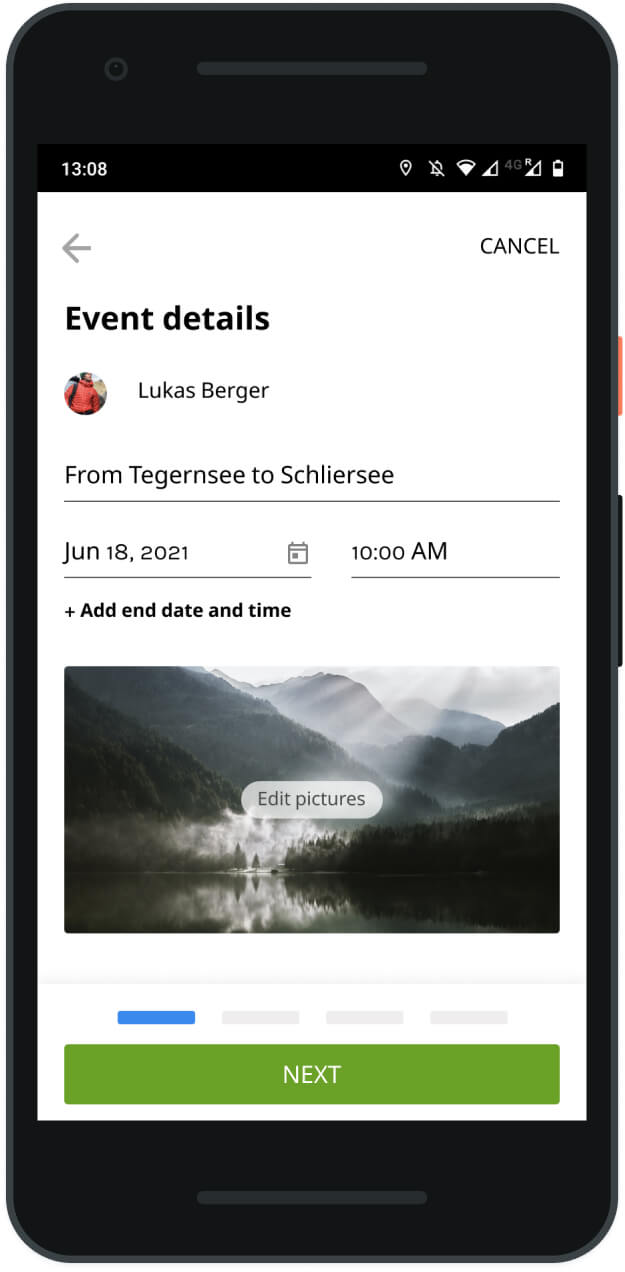 13:08
4G R
CANCEL
Event details
Lukas Berger
From Tegernsee to Schliersee
Jun 18, 2021
10:00 AM
+ Add end date and time
Edit pictures
NEXT